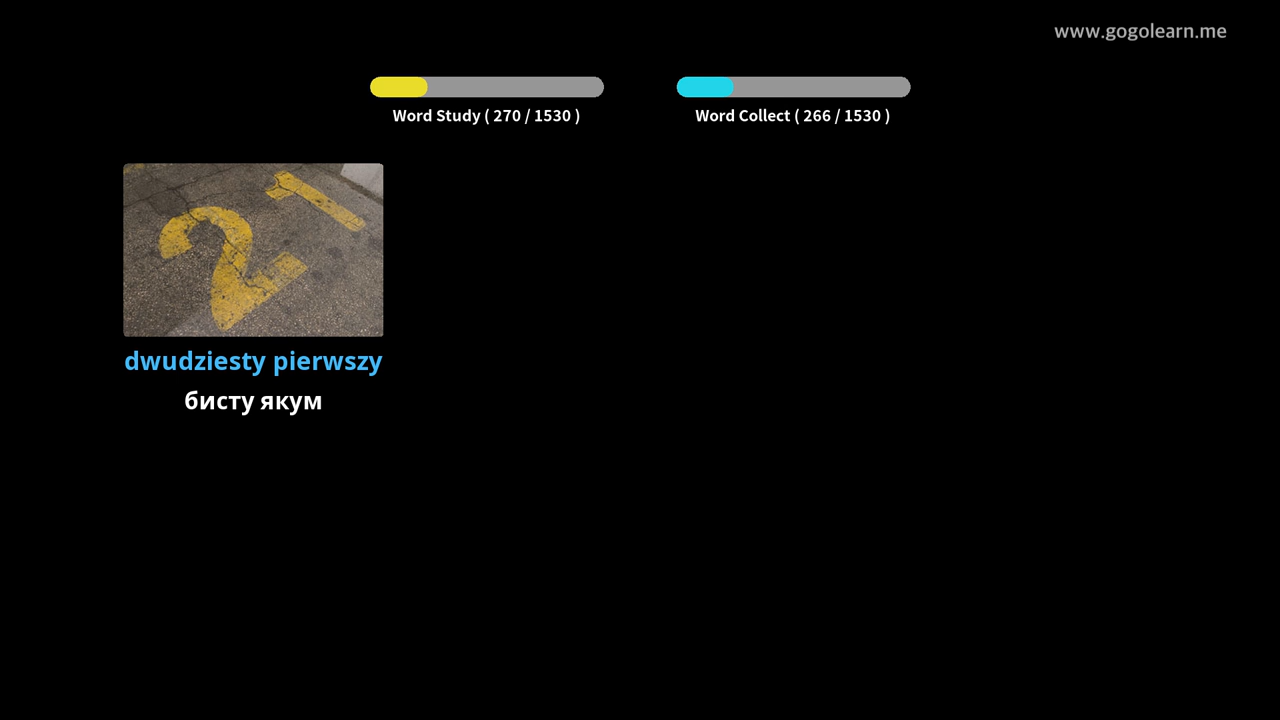 www.gogolearn.me
Word Study ( 270 / 1530 )
Word Collect ( 266 / 1530 )
21
dwudziesty pierwszy
бисту якум